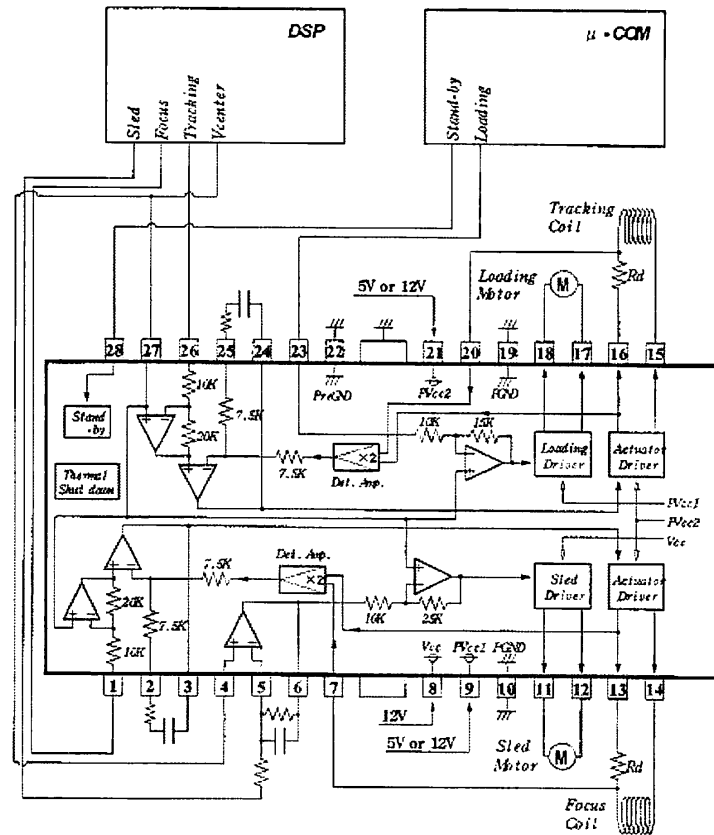 DSP
μ-COM
Sled
Focus
Tracking
Vcenter
Stand-by
Loading
Tracking
Coil
Loading
Motor
M
Rd
5V or 12V
28 27 26 25 24 23 22 21 20 19 18 17 16 15
10K
PreGND
PVcc2
PGND
Stand
-by
20K
7.5K
10K
15K
7.5K
×2
Det. Amp.
Loading
Driver
Actuator
Driver
Thermal
Shut down
PVcc1
PVcc2
Vcc
Det. Amp.
7.5K
×2
Sled
Driver
Actuator
Driver
20K
7.5K
10K
25K
10K
Vcc
PVcc1
PGND
1 2 3 4 5 6 7 8 9 10 11 12 13 14
12V
5V or 12V
Sled
Motor
M
Rd
Focus
Coil